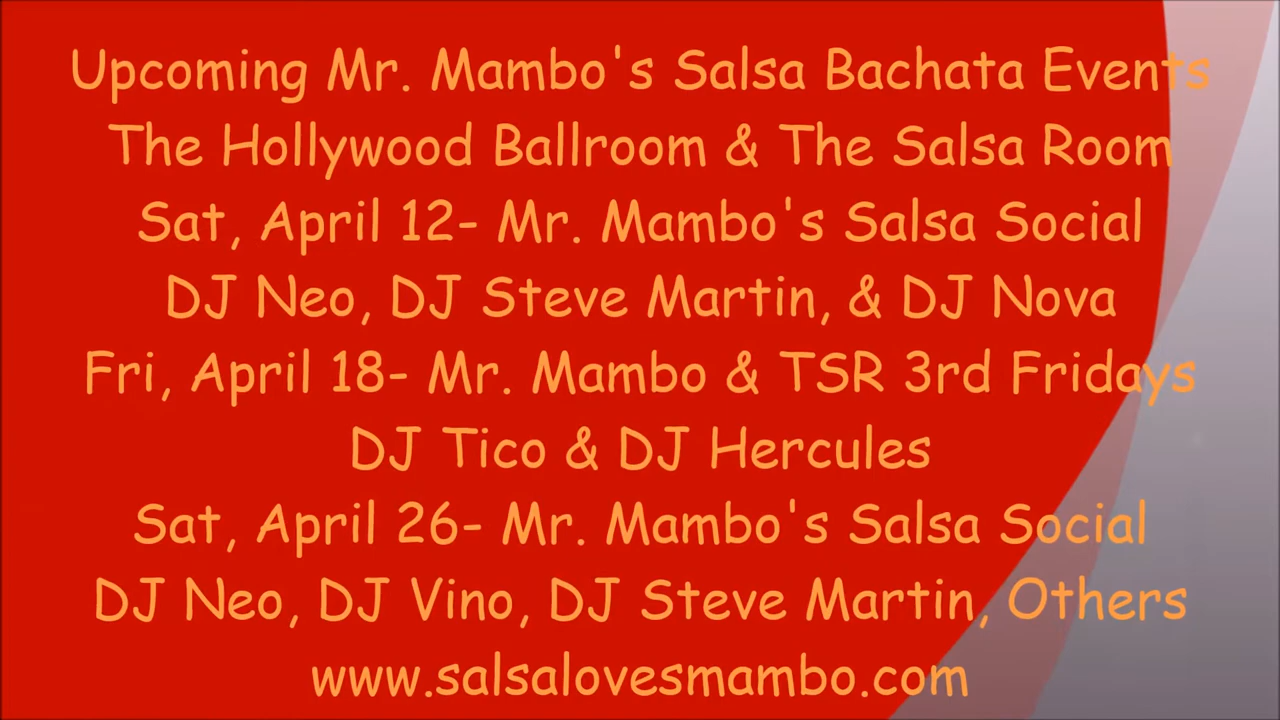 Upcoming Mr. Mambo's Salsa Bachata Events
The Hollywood Ballroom & The Salsa Room
Sat, April 12- Mr. Mambo's Salsa Social
DJ Neo, DJ Steve Martin, & DJ Nova
Fri, April 18- Mr. Mambo & TSR 3rd Fridays
DJ Tico & DJ Hercules
Sat, April 26- Mr. Mambo's Salsa Social
DJ Neo, DJ Vino, DJ Steve Martin, Others
www.salsalovesmambo.com